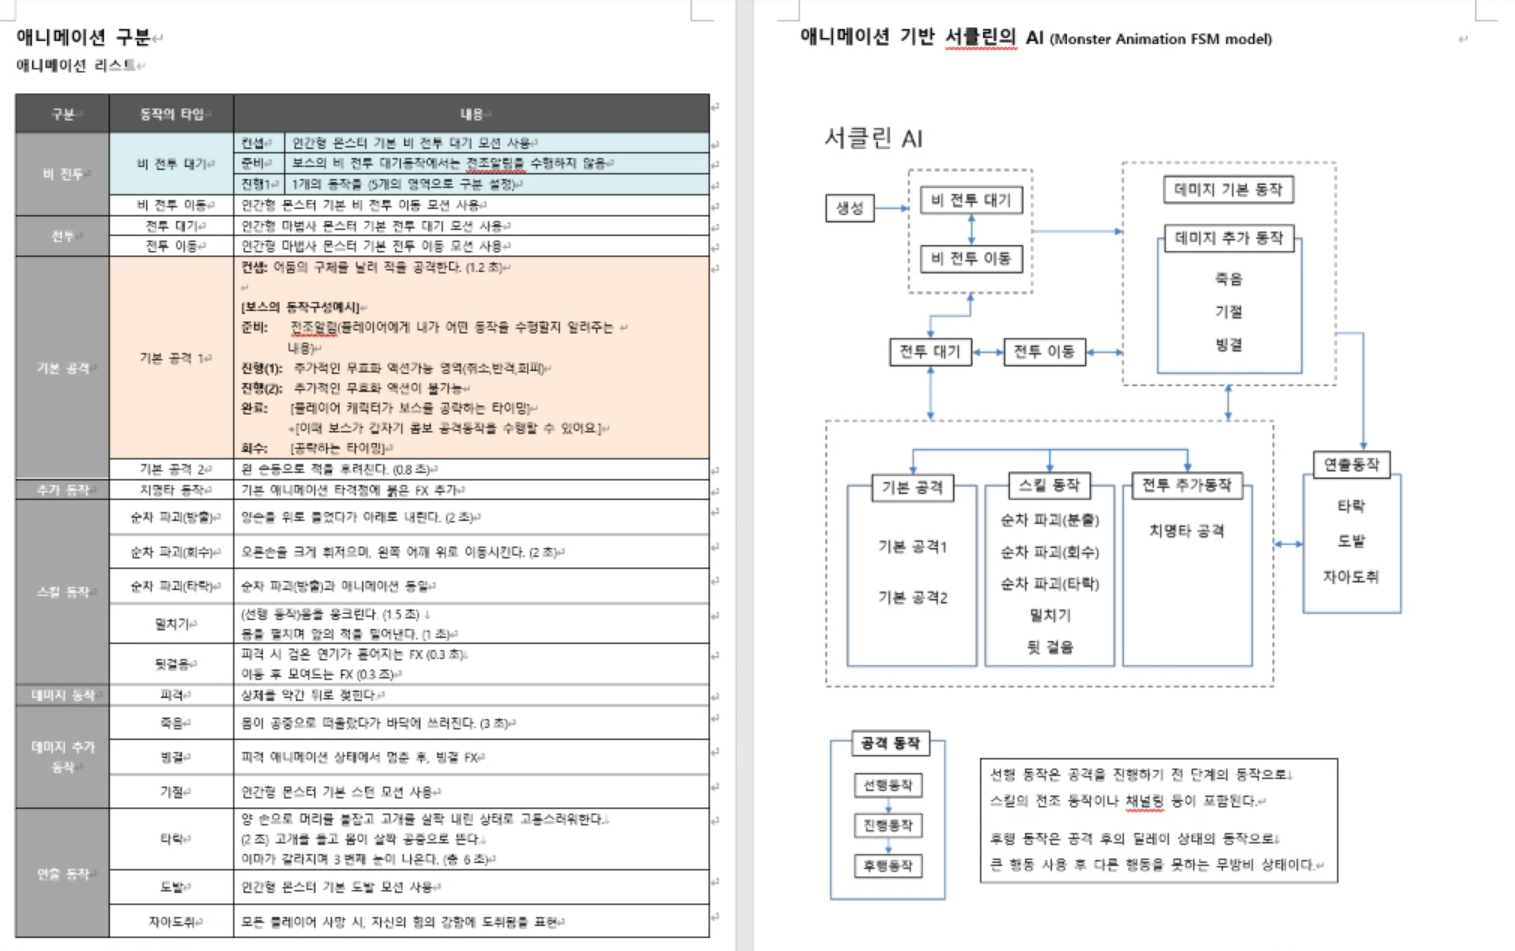 애니메이션 구분
애니메이션 리스트
구분 동작의 타입 내용
비 전투
비 전투 대기
컨셉 인간형 몬스터 기본 비 전투 대기 모션 사용
준비 보스의 비 전투 대기동작에서는 전조알림을 수행하지 않음
진행1 1개의 동작을 (5개의 영역으로 구분 설정)
비 전투 이동 인간형 몬스터 기본 비 전투 이동 모션 사용
전투
전투 대기 인간형 마법사 몬스터 기본 전투 대기 모션 사용
전투 이동 인간형 마법사 몬스터 기본 전투 이동 모션 사용
기본 공격
기본 공격 1
컨셉: 어둠의 구체를 날려 적을 공격한다. (1.2 초)
[보스의 동작구성예시]
준비: 전조알림(플레이어에게 내가 어떤 동작을 수행할지 알려주는
내용)
진행(1): 추가적인 무효화 액션가능 영역(취소,반격,회피)
진행(2): 추가적인 무효화 액션이 불가능
완료: [플레이어 캐릭터가 보스를 공략하는 타이밍]
+[이때 보스가 갑자기 콤보 공격동작을 수행할 수 있어요.]
회수: [공략하는 타이밍]
기본 공격 2 왼 손등으로 적을 후려친다. (0.8 초)
추가 동작 치명타 동작 기본 애니메이션 타격점에 붉은 FX 추가
스킬 동작
순차 파괴(방출) 양손을 위로 들었다가 아래로 내린다. (2 초)
순차 파괴(회수) 오른손을 크게 휘저으며, 왼쪽 어깨 위로 이동시킨다. (2 초)
순차 파괴(타락) 순차 파괴(방출)과 애니메이션 동일
밀치기
(선행 동작)몸을 웅크린다. (1.5 초)
몸을 펼치며 앞의 적을 밀어낸다. (1 초)
뒷걸음
피격 시 검은 연기가 흩어지는 FX (0.3 초)
이동 후 모여드는 FX (0.3 초)
데미지 동작 피격 상체를 약간 뒤로 젖힌다.
데미지 추가
동작
죽음 몸이 공중으로 떠올랐다가 바닥에 쓰러진다. (3 초)
빙결 피격 애니메이션 상태에서 멈춘 후, 빙결 FX
기절 인간형 몬스터 기본 스턴 모션 사용
연출 동작
타락
양 손으로 머리를 붙잡고 고개를 살짝 내린 상태로 고통스러워한다.
(2 초) 고개를 들고 몸이 살짝 공중으로 뜬다.
이마가 갈라지며 3 번째 눈이 나온다. (총 6 초)
도발 인간형 몬스터 기본 도발 모션 사용
자아도취 모든 플레이어 사망 시, 자신의 힘의 강함에 도취됨을 표현
애니메이션 기반 서큘린의 AI (Monster Animation FSM model)
서큘린 AI
생성
비 전투 대기
비 전투 이동
데미지 기본 동작
데미지 추가 동작
죽음
기절
빙결
전투 대기
전투 이동
기본 공격
기본 공격1
기본 공격2
스킬 동작
순차 파괴(분출)
순차 파괴(회수)
순차 파괴(타락)
밀치기
뒷 걸음
전투 추가동작
치명타 공격
연출동작
타락
도발
자아도취
공격 동작
선행동작
진행동작
후행동작
선행 동작은 공격을 진행하기 전 단계의 동작으로
스킬의 전조 동작이나 채널링 등이 포함된다.
후행 동작은 공격 후의 딜레이 상태의 동작으로
큰 행동 사용 후 다른 행동을 못하는 무방비 상태이다.